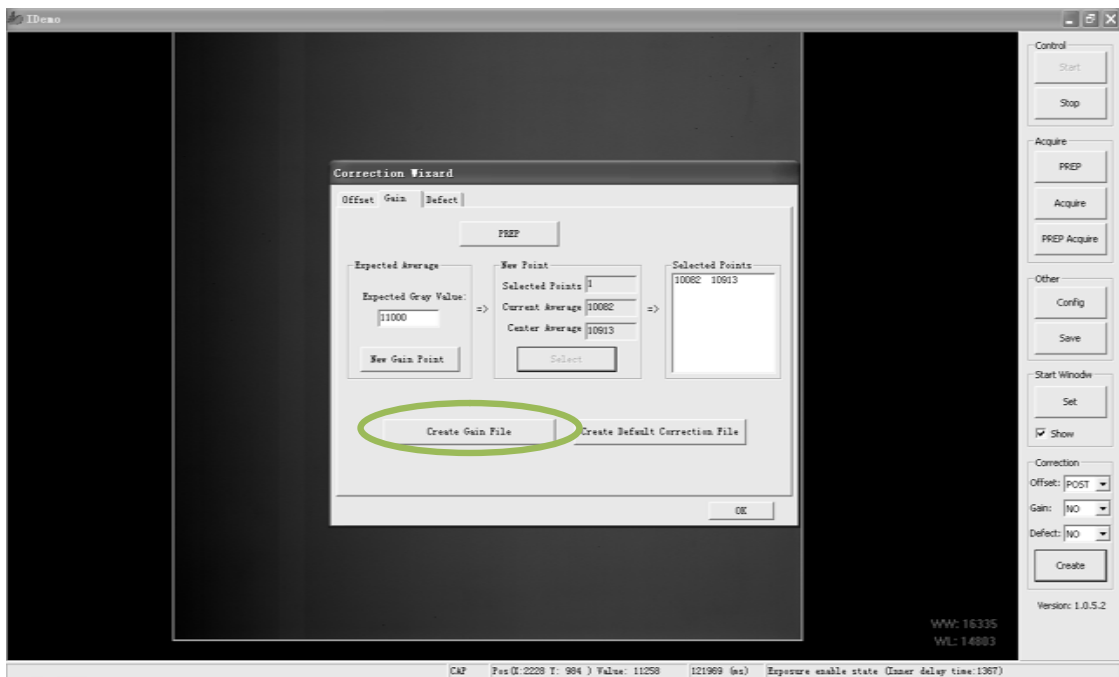 IDemo
Control
Start
Stop
Acquire
PREP
Acquire
PREP Acquire
Other
Config
Save
Start Winodw
Set
Show
Correction
Offset: POST
Gain: NO
Defect: NO
Create
Version: 1.0.5.2
Correction Wizard
Offset Gain Defect
PREP
Expected Average
Expected Gray Value:
11000
New Gain Point
=>
New Point
Selected Points 1
Current Average 10082
Center Average 10913
Select
=>
Selected Points
10082 10913
Create Gain File
Create Default Correction File
OK
WW: 16335
WL: 14803
CAP Pos(X:2228 Y: 984 ) Value: 11258 121969 (ms) Exposure enable state (Inner delay time:1367)